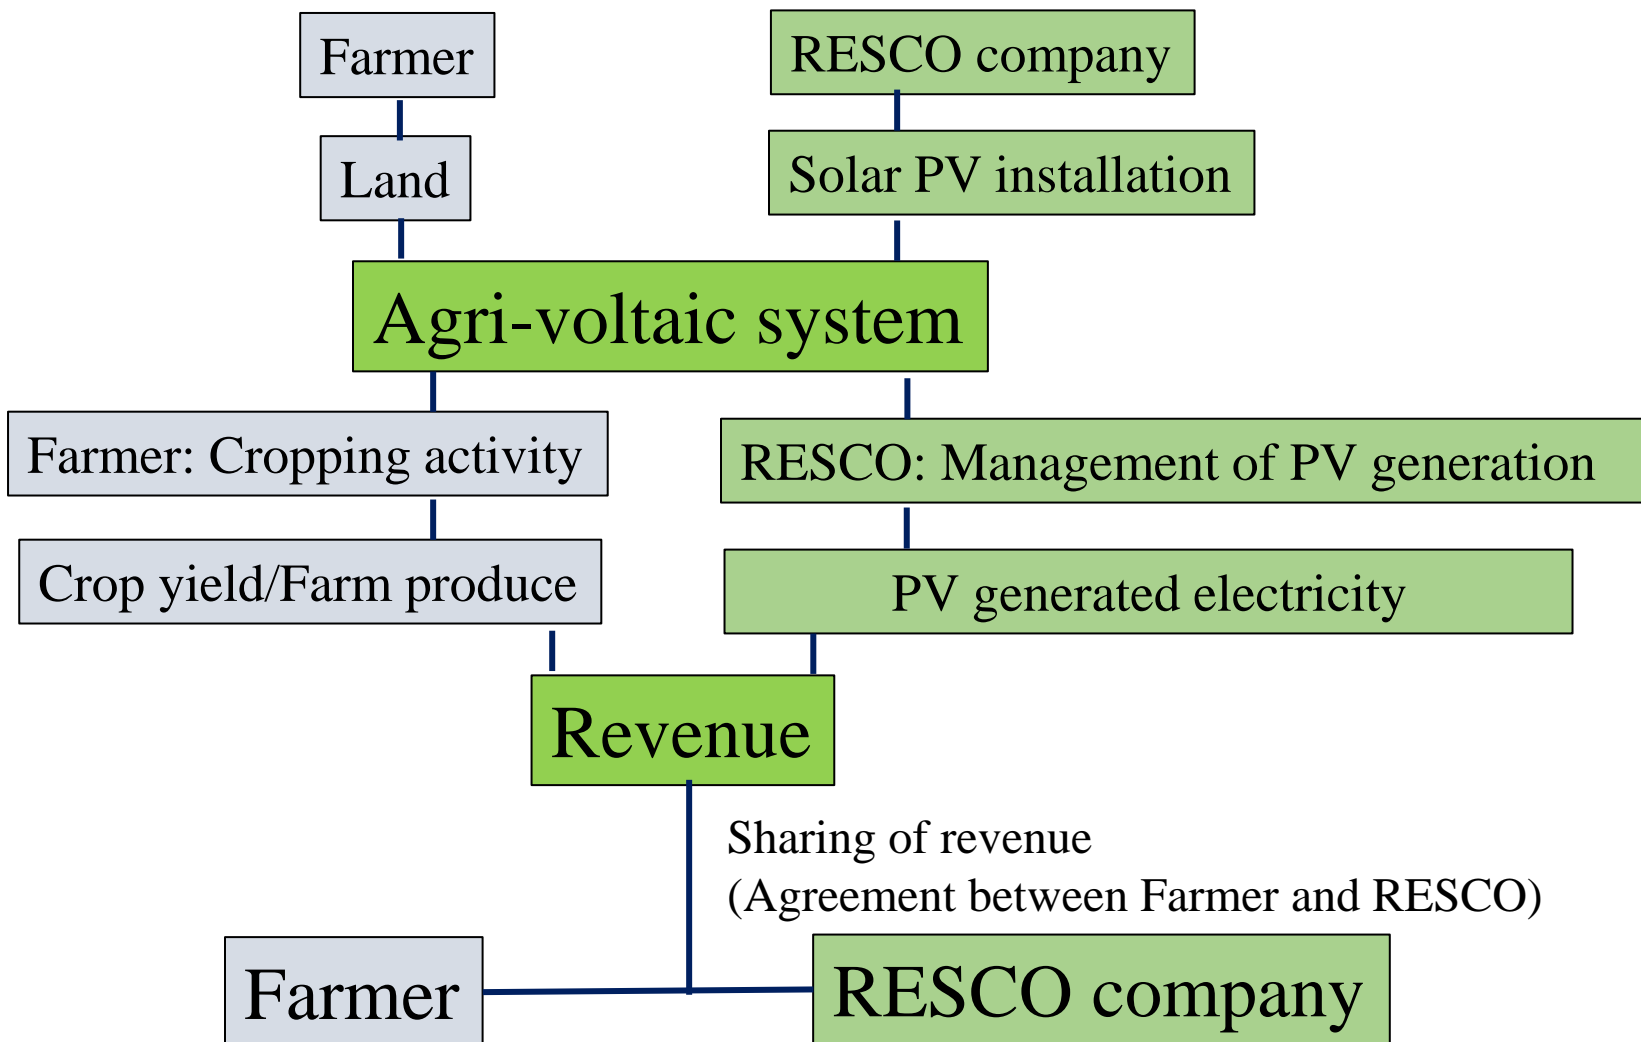 Farmer
RESCO company
Land
Solar PV installation
Agri-voltaic system
Farmer: Cropping activity
RESCO: Management of PV generation
Crop yield/Farm produce
PV generated electricity
Revenue
Sharing of revenue
(Agreement between Farmer and RESCO)
Farmer
RESCO company